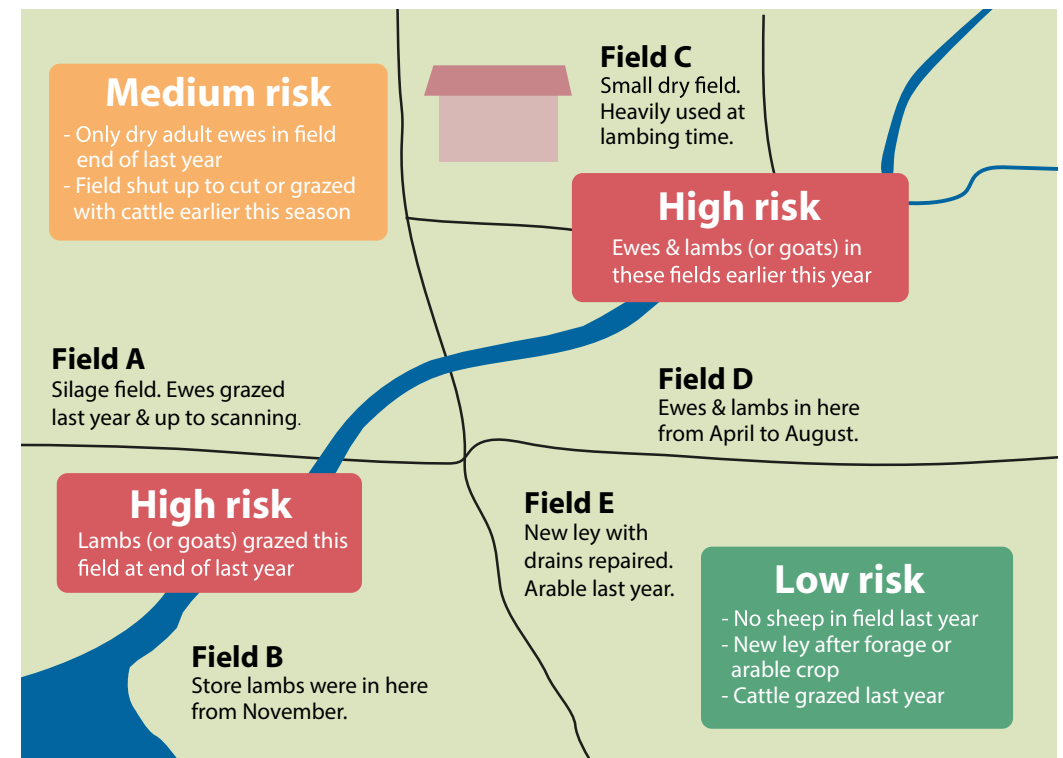 Medium risk
- Only dry adult ewes in field
end of last year
- Field shut up to cut or grazed
with cattle earlier this season
Field C
Small dry field.
Heavily used at
lambing time.
High risk
Ewes & lambs (or goats) in
these fields earlier this year
Field A
Silage field. Ewes grazed
last year & up to scanning.
Field D
Ewes & lambs in here
from April to August.
High risk
Lambs (or goats) grazed this
field at end of last year
Field E
New ley with
drains repaired.
Arable last year.
Low risk
- No sheep in field last year
- New ley after forage or
arable crop
- Cattle grazed last year
Field B
Store lambs were in here
from November.